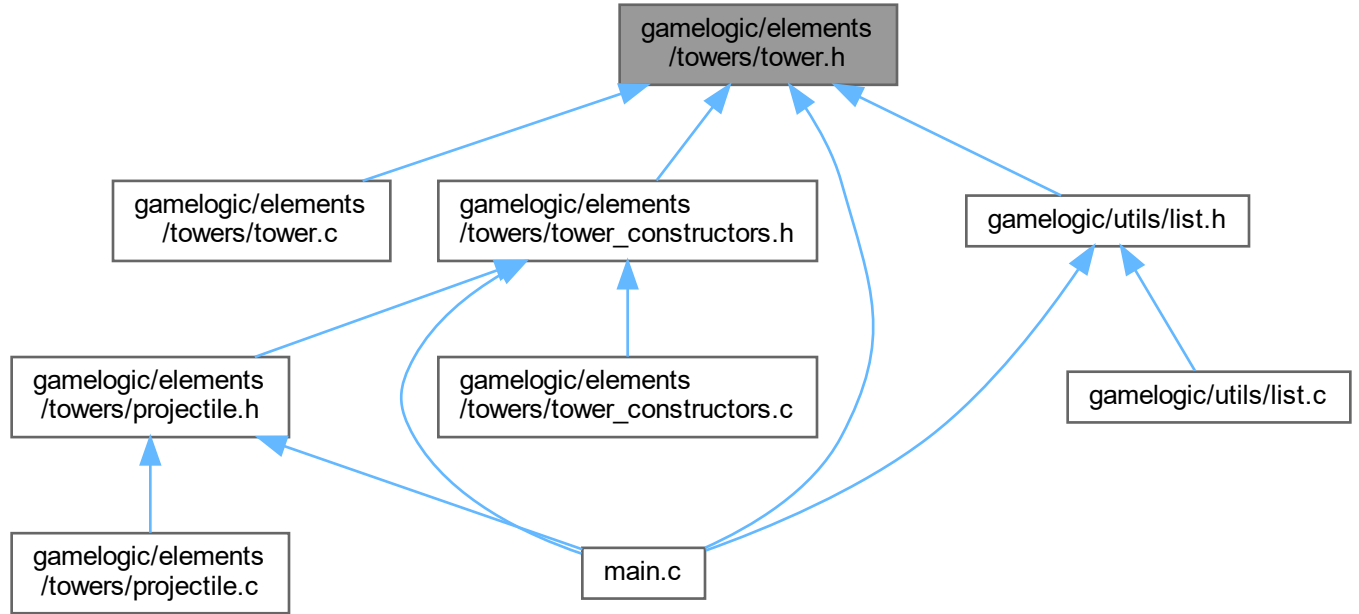 gamelogic/elements
/towers/tower.h
gamelogic/elements
/towers/tower.c
gamelogic/elements
/towers/tower_constructors.h
gamelogic/utils/list.h
gamelogic/elements
/towers/projectile.h
gamelogic/elements
/towers/tower_constructors.c
gamelogic/utils/list.c
gamelogic/elements
/towers/projectile.c
main.c